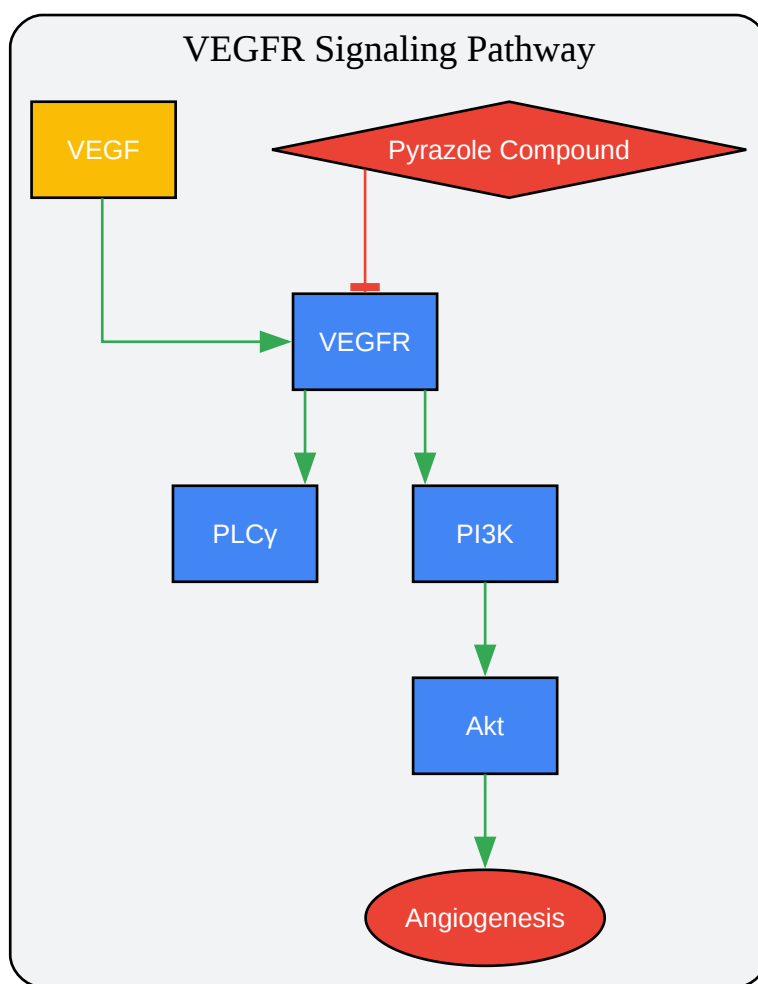 VEGFR Signaling Pathway
VEGF
Pyrazole Compound
VEGFR
PLCγ
PI3K
Akt
Angiogenesis